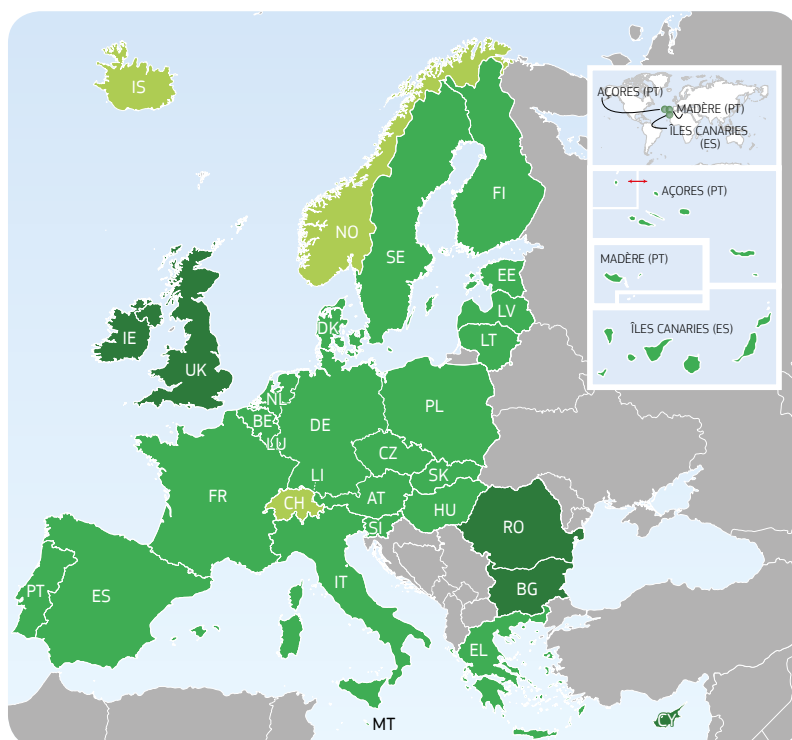 IS
AÇORES (PT)
MADÈRE (PT)
ÎLES CANARIES
(ES)
AÇORES (PT)
FI
NO
SE
MADÈRE (PT)
EE
LV
DK
ÎLES CANARIES (ES)
IE
LT
UK
NL
PL
BE
DE
LU
CZ
LI
SK
FR
AT
CH
HU
SI
RO
IT
BG
PT
ES
EL
CY
MT